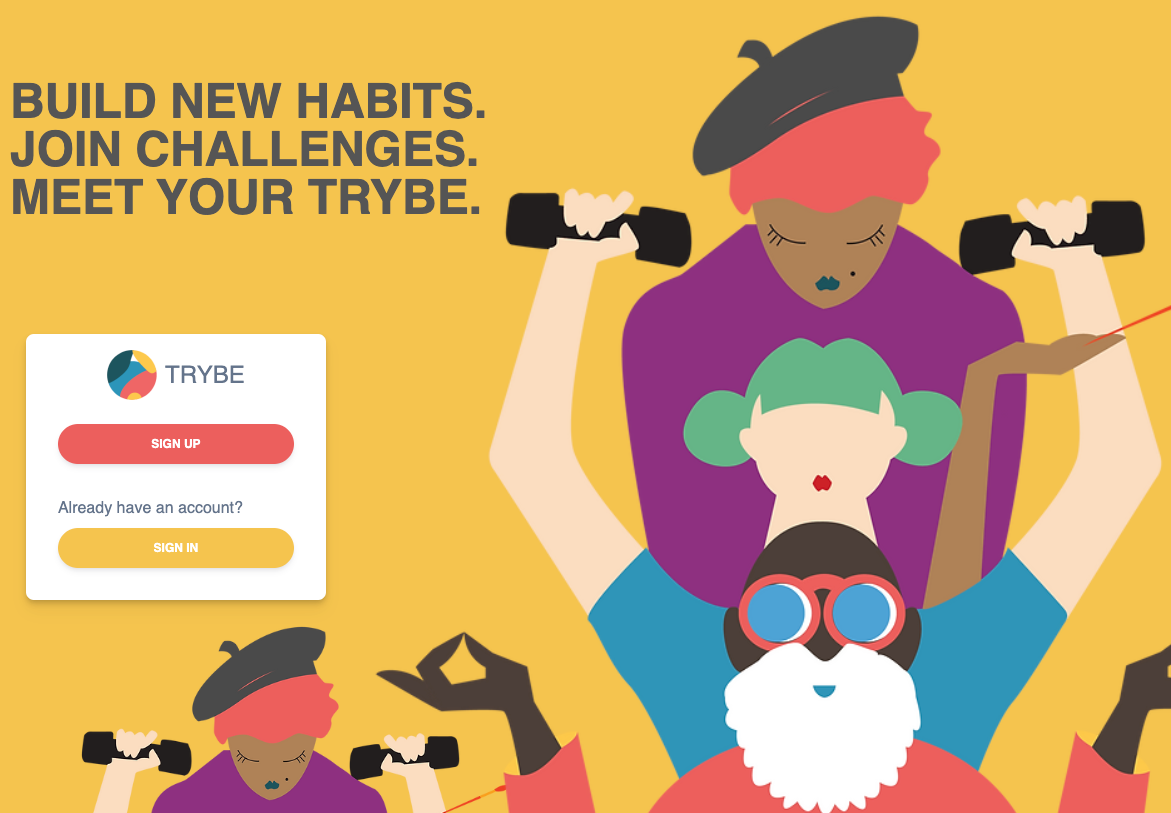 BUILD NEW HABITS.
JOIN CHALLENGES.
MEET YOUR TRYBE.
TRYBE
SIGN UP
Already have an account?
SIGN IN